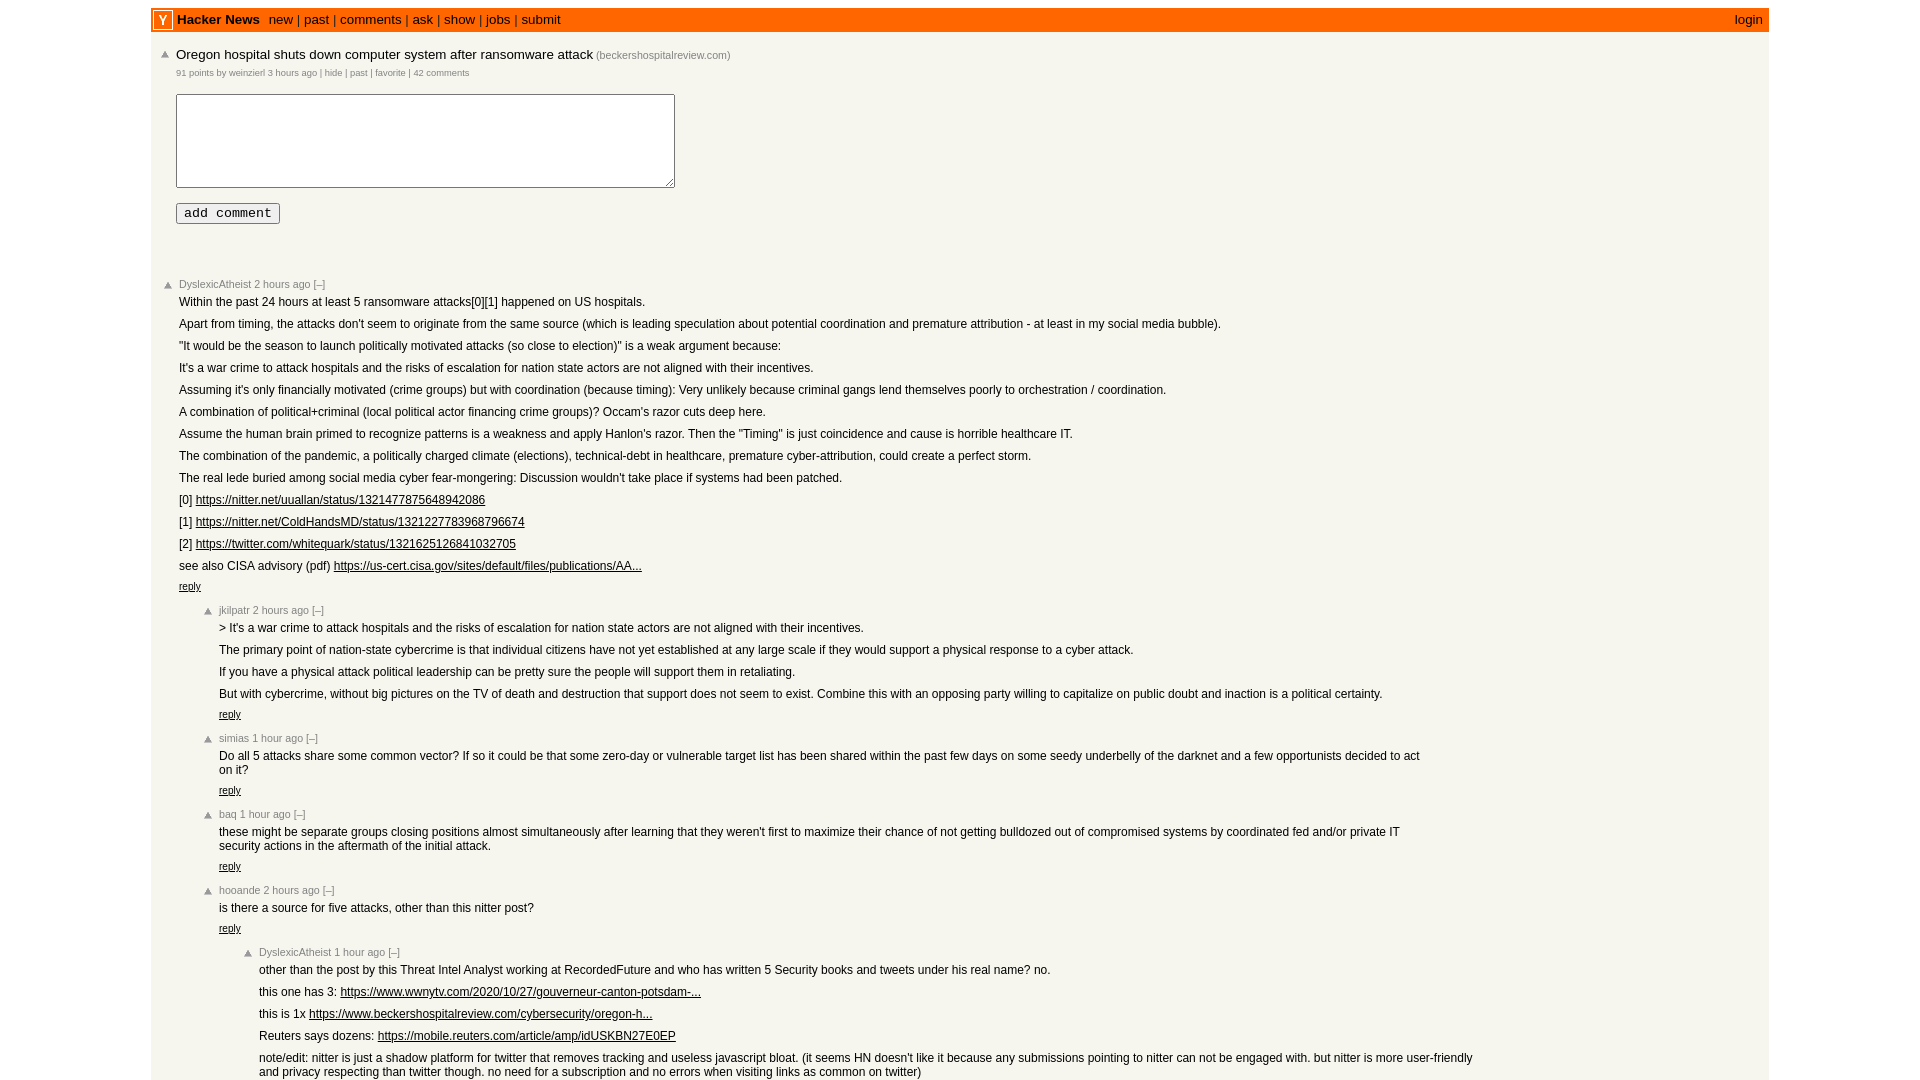 Y Hacker News new | past | comments | ask | show | jobs | submit login
Oregon hospital shuts down computer system after ransomware attack (beckershospitalreview.com)
91 points by weinzierl 3 hours ago | hide | past | favorite | 42 comments
add comment
DyslexicAtheist 2 hours ago [–]
Within the past 24 hours at least 5 ransomware attacks[0][1] happened on US hospitals.
Apart from timing, the attacks don't seem to originate from the same source (which is leading speculation about potential coordination and premature attribution - at least in my social media bubble).
"It would be the season to launch politically motivated attacks (so close to election)" is a weak argument because:
It's a war crime to attack hospitals and the risks of escalation for nation state actors are not aligned with their incentives.
Assuming it's only financially motivated (crime groups) but with coordination (because timing): Very unlikely because criminal gangs lend themselves poorly to orchestration / coordination.
A combination of political+criminal (local political actor financing crime groups)? Occam's razor cuts deep here.
Assume the human brain primed to recognize patterns is a weakness and apply Hanlon's razor. Then the "Timing" is just coincidence and cause is horrible healthcare IT.
The combination of the pandemic, a politically charged climate (elections), technical-debt in healthcare, premature cyber-attribution, could create a perfect storm.
The real lede buried among social media cyber fear-mongering: Discussion wouldn't take place if systems had been patched.
[0] https://nitter.net/uuallan/status/1321477875648942086
[1] https://nitter.net/ColdHandsMD/status/1321227783968796674
[2] https://twitter.com/whitequark/status/1321625126841032705
see also CISA advisory (pdf) https://us-cert.cisa.gov/sites/default/files/publications/AA...
reply
jkilpatr 2 hours ago [–]
> It's a war crime to attack hospitals and the risks of escalation for nation state actors are not aligned with their incentives.
The primary point of nation-state cybercrime is that individual citizens have not yet established at any large scale if they would support a physical response to a cyber attack.
If you have a physical attack political leadership can be pretty sure the people will support them in retaliating.
But with cybercrime, without big pictures on the TV of death and destruction that support does not seem to exist. Combine this with an opposing party willing to capitalize on public doubt and inaction is a political certainty.
reply
simias 1 hour ago [–]
Do all 5 attacks share some common vector? If so it could be that some zero-day or vulnerable target list has been shared within the past few days on some seedy underbelly of the darknet and a few opportunists decided to act
on it?
reply
baq 1 hour ago [–]
these might be separate groups closing positions almost simultaneously after learning that they weren't first to maximize their chance of not getting bulldozed out of compromised systems by coordinated fed and/or private IT
security actions in the aftermath of the initial attack.
reply
hooande 2 hours ago [–]
is there a source for five attacks, other than this nitter post?
reply
DyslexicAtheist 1 hour ago [–]
other than the post by this Threat Intel Analyst working at RecordedFuture and who has written 5 Security books and tweets under his real name? no.
this one has 3: https://www.wwnytv.com/2020/10/27/gouverneur-canton-potsdam-...
this is 1x https://www.beckershospitalreview.com/cybersecurity/oregon-h...
Reuters says dozens: https://mobile.reuters.com/article/amp/idUSKBN27E0EP
note/edit: nitter is just a shadow platform for twitter that removes tracking and useless javascript bloat. (it seems HN doesn't like it because any submissions pointing to nitter can not be engaged with. but nitter is more user-friendly
and privacy respecting than twitter though. no need for a subscription and no errors when visiting links as common on twitter)